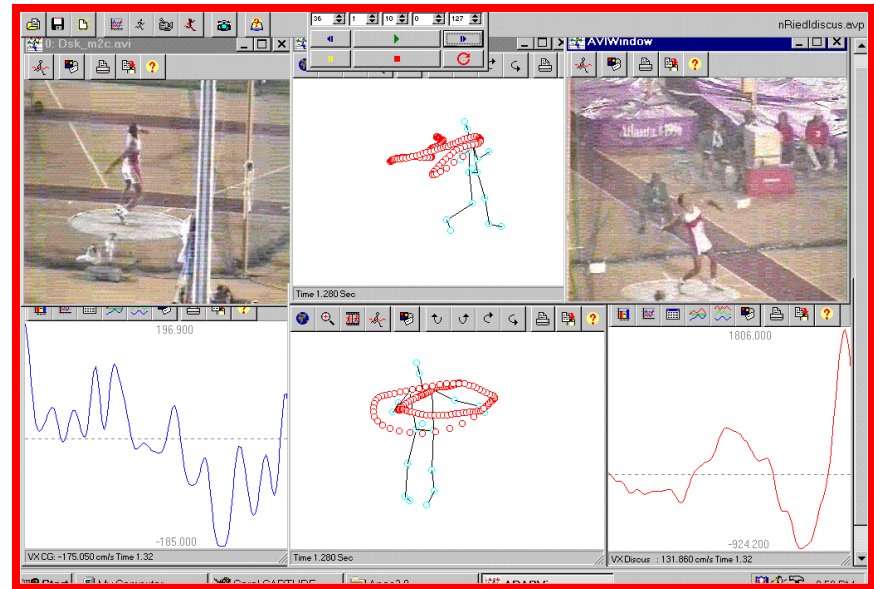 36 1 10 0 127
nRiedldiscus.avp
0: Dsk_m2c.avi
AVIWindow
Atlanta 1996
Time 1.280 Sec
196.900
-185.000
VX CG: -175.050 cm/s Time 1.32
Time 1.280 Sec
1806.000
-924.200
VX Discus : 131.860 cm/s Time 1.32
Start
My Computer
Corel CAPTURE